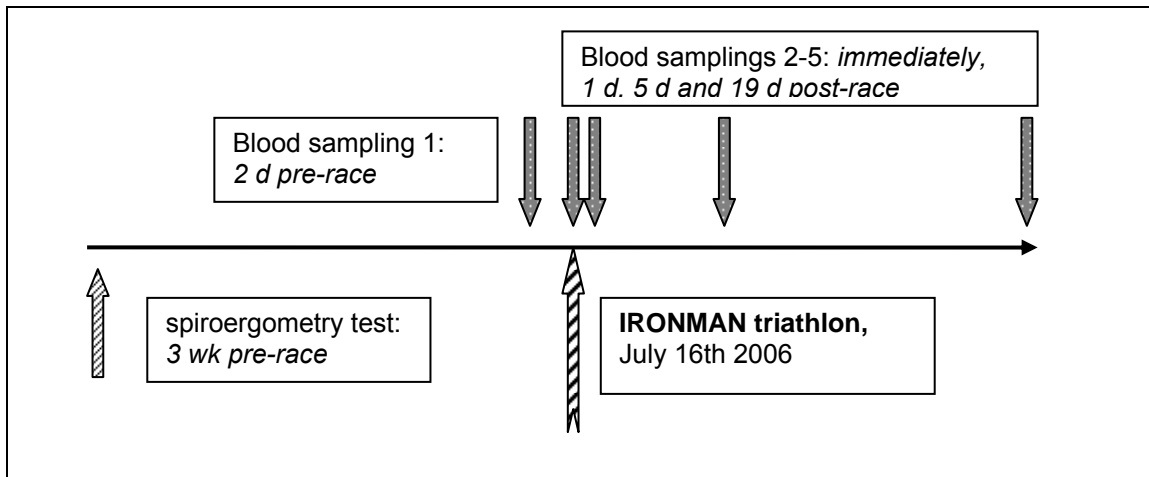 Blood samplings 2-5: immediately,
1 d, 5 d and 19 d post-race
Blood sampling 1:
2 d pre-race
spiroergometry test:
3 wk pre-race
IRONMAN triathlon,
July 16th 2006